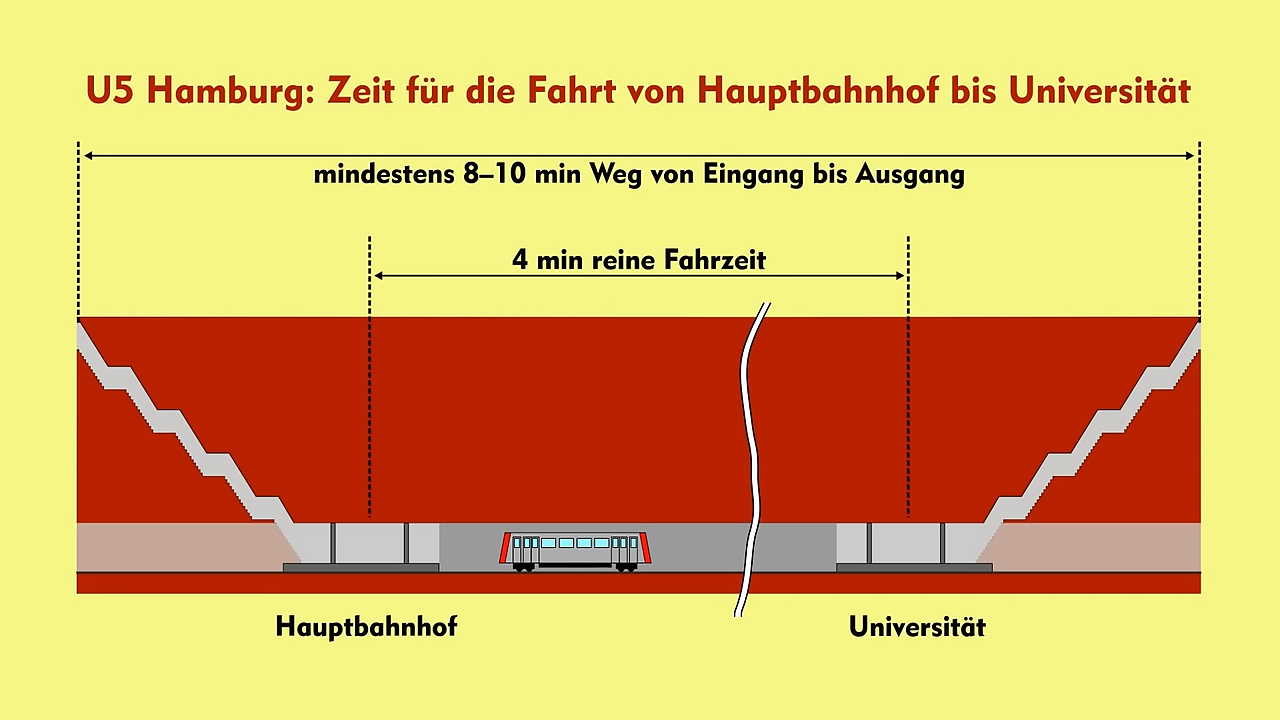 U5 Hamburg: Zeit für die Fahrt von Hauptbahnhof bis Universität
mindestens 8–10 min Weg von Eingang bis Ausgang
4 min reine Fahrzeit
Hauptbahnhof
Universität